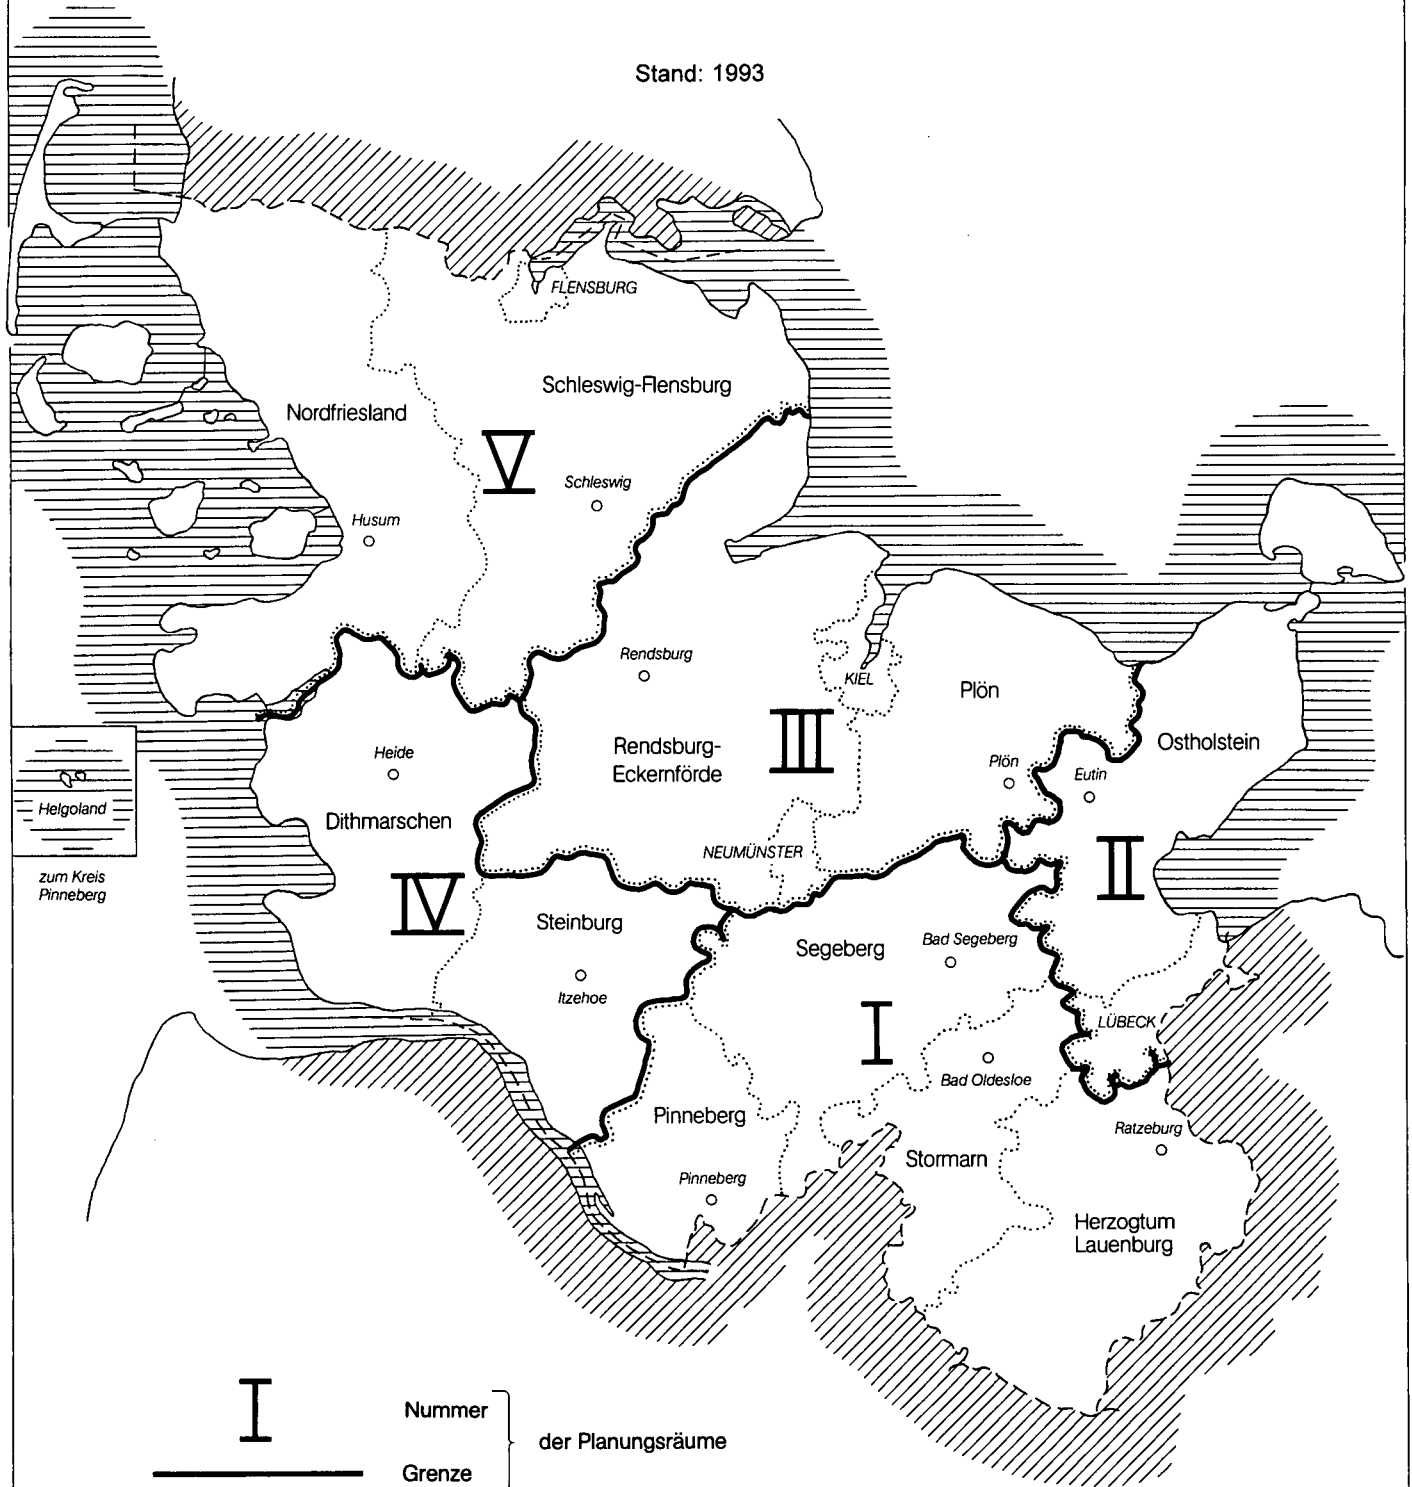 Stand: 1993
FLENSBURG
Schleswig-Flensburg
Nordfriesland
V
Schleswig
Husum
Rendsburg
KIEL
Plön
III
Rendsburg-
Eckernförde
Ostholstein
Heide
Plön
Eutin
Helgoland
Dithmarschen
NEUMÜNSTER
II
zum Kreis
Pinneberg
IV
Steinburg
Segeberg
Bad Segeberg
Itzehoe
I
LÜBECK
Bad Oldesloe
Pinneberg
Ratzeburg
Stormarn
Pinneberg
Herzogtum
Lauenburg
I
Nummer
der Planungsräume
Grenze